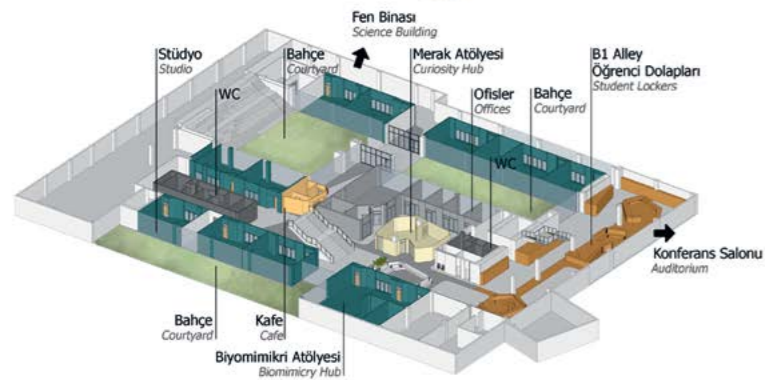 Fen Binası
Science Building
Stüdyo
Studio
Bahçe
Courtyard
Merak Atölyesi
Curiosity Hub
B1 Alley
Öğrenci Dolapları
Student Lockers
Ofisler
Offices
Bahçe
Courtyard
WC
WC
Konferans Salonu
Auditorium
Bahçe
Courtyard
Kafe
Cafe
Biyomimikri Atölyesi
Biomimicry Hub